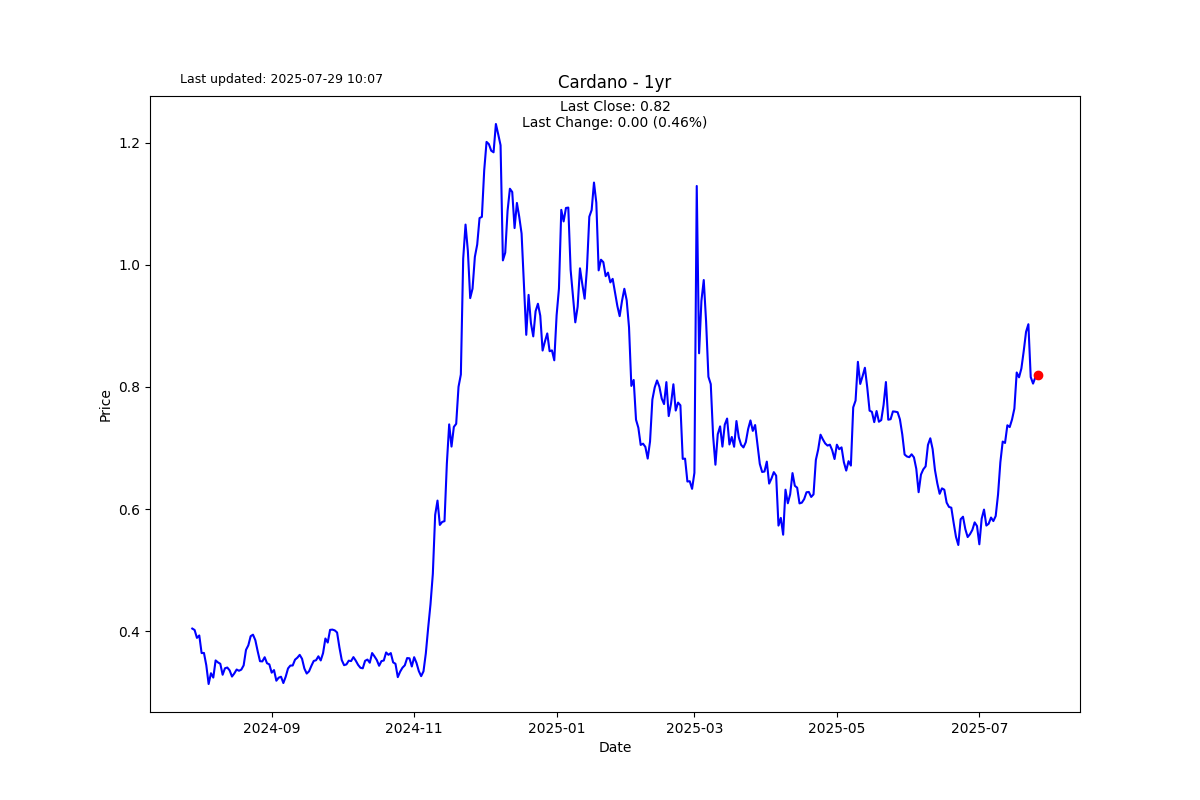 Last updated: 2025-07-29 10:07
Cardano - 1yr
Last Close: 0.82
Last Change: 0.00 (0.46%)
1.2
1.0
0.8
0.6
0.4
Price
2024-09
2024-11
2025-01
2025-03
2025-05
2025-07
Date